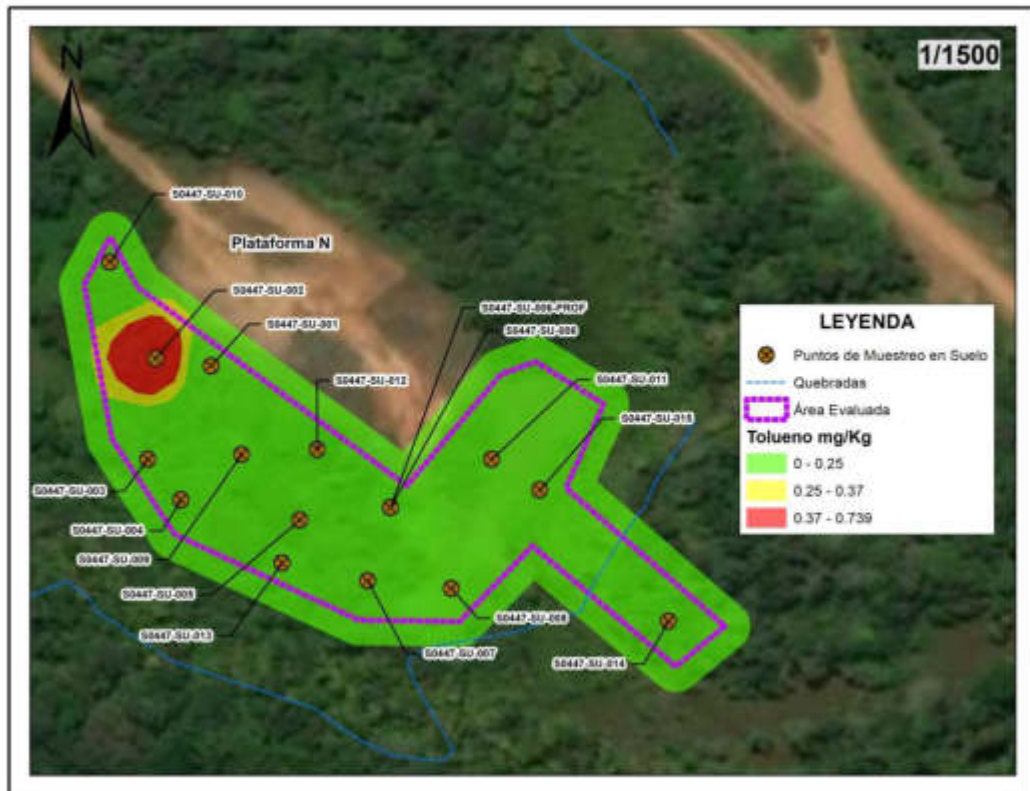 1/1500
N
S0447-SU-010
Plataforma N
S0447-SU-002
S0447-SU-006-PROF
S0447-SU-001
S0447-SU-006
S0447-SU-012
S0447-SU-011
S0447-SU-015
S0447-SU-003
S0447-SU-004
S0447-SU-009
S0447-SU-005
S0447-SU-008
S0447-SU-013
S0447-SU-007
S0447-SU-014
LEYENDA
Puntos de Muestreo en Suelo
Quebradas
Área Evaluada
Tolueno mg/Kg
0 - 0.25
0.25 - 0.37
0.37 - 0.739